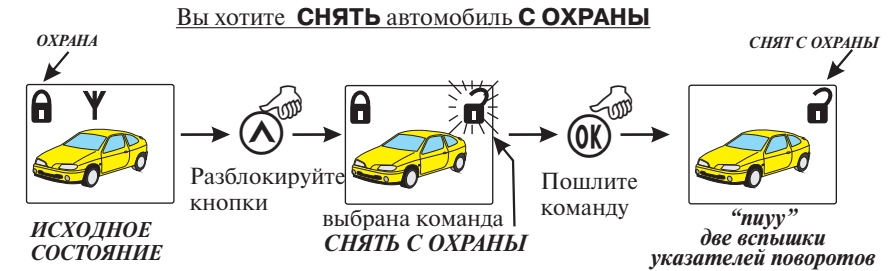 Вы хотите СНЯТЬ автомобиль С ОХРАНЫ
ОХРАНА
СНЯТ С ОХРАНЫ
OK
Разблокируйте
кнопки
Пошлите
команду
выбрана команда
СНЯТЬ С ОХРАНЫ
ИСХОДНОЕ
СОСТОЯНИЕ
“пиуу”
две вспышки
указателей поворотов